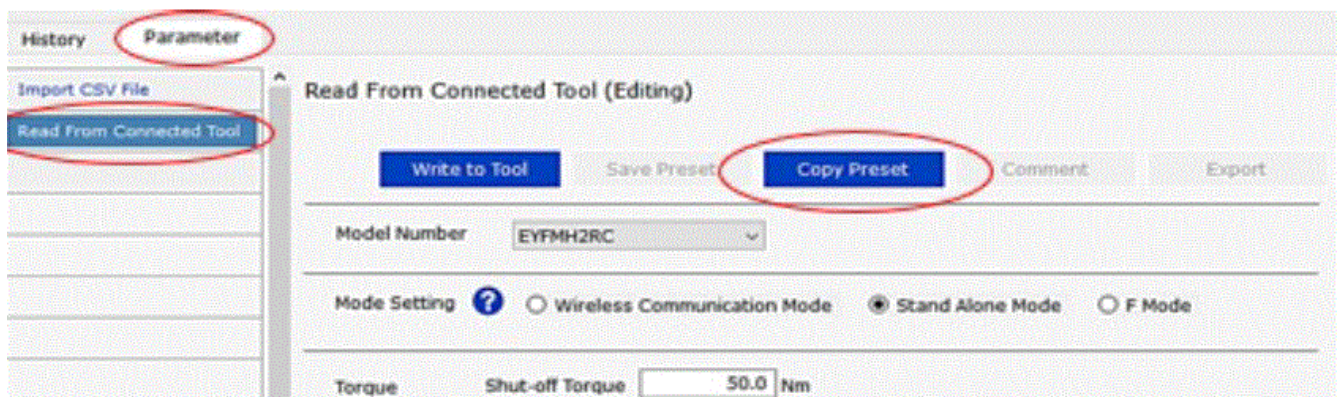 History Parameter
Import CSV File
Read From Connected Tool
Read From Connected Tool (Editing)
Write to Tool Save Preset Copy Preset Comment Export
Model Number EYFMH2RC
Mode Setting ? Wireless Communication Mode Stand Alone Mode F Mode
Torque Shut-off Torque 50.0 Nm